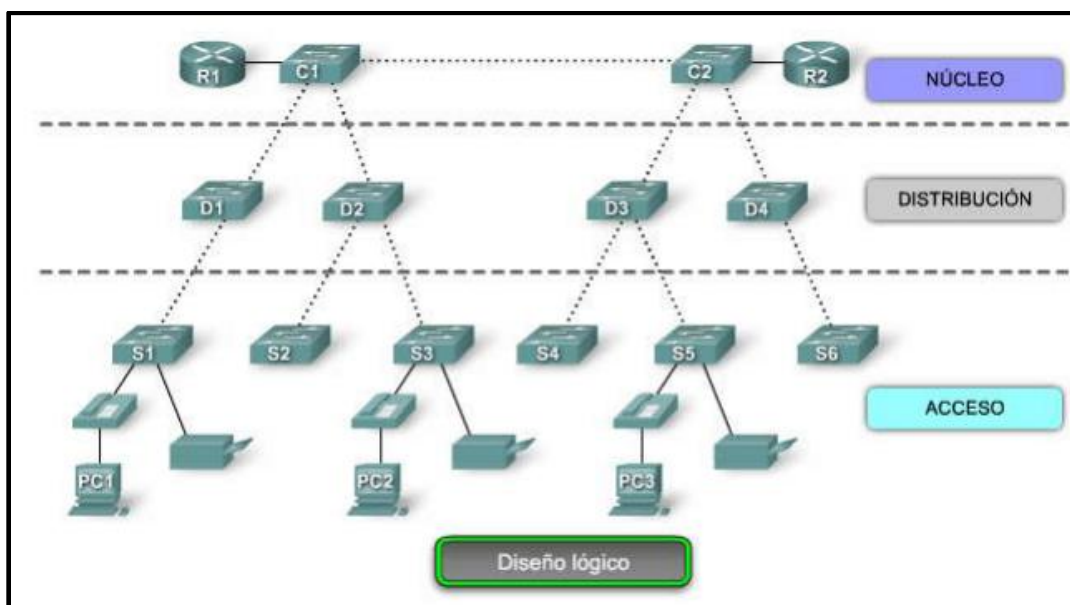 R1
C1
C2
R2
NÚCLEO
D1
D2
D3
D4
DISTRIBUCIÓN
S1
S2
S3
S4
S5
S6
ACCESO
PC1
PC2
PC3
Diseño lógico